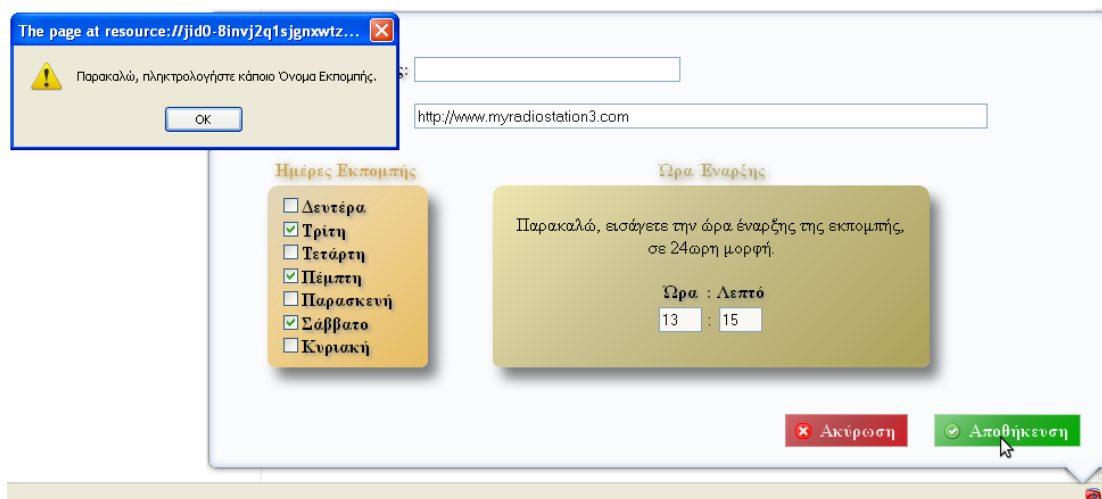 The page at resource://jid0-8invj2q1sjgnxwtz...
Παρακαλώ, πληκτρολογήστε κάποιο Όνομα Εκπομπής.
OK
ς:
http://www.myradiostation3.com
Ημέρες Εκπομπής
Δευτέρα
Τρίτη
Τετάρτη
Πέμπτη
Παρασκευή
Σάββατο
Κυριακή
Ώρα Έναρξης
Παρακαλώ, εισάγετε την ώρα έναρξης της εκπομπής,
σε 24ωρη μορφή.
Ώρα : Λεπτό
13 : 15
Ακύρωση
Αποθήκευση